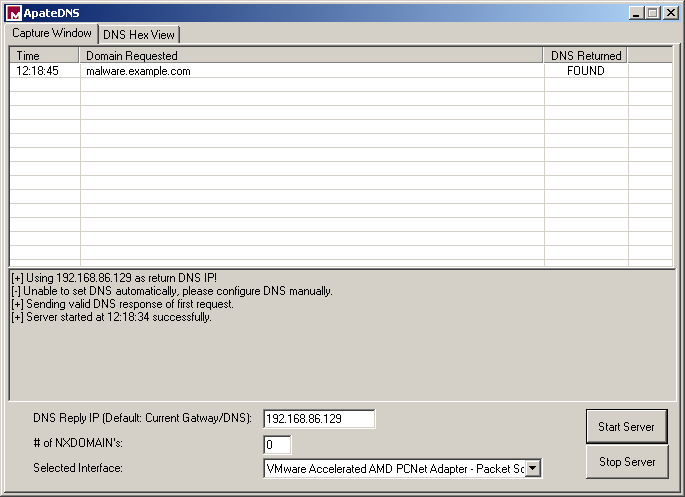 ApateDNS
Capture Window DNS Hex View
Time Domain Requested DNS Returned
12:18:45 malware.example.com FOUND
[+] Using 192.168.86.129 as return DNS IP!
[-] Unable to set DNS automatically, please configure DNS manually.
[+] Sending valid DNS response of first request.
[+] Server started at 12:18:34 successfully.
DNS Reply IP (Default: Current Gatway/DNS): 192.168.86.129
# of NXDOMAIN's: 0
Selected Interface: VMware Accelerated AMD PCNet Adapter - Packet Sc
Start Server
Stop Server